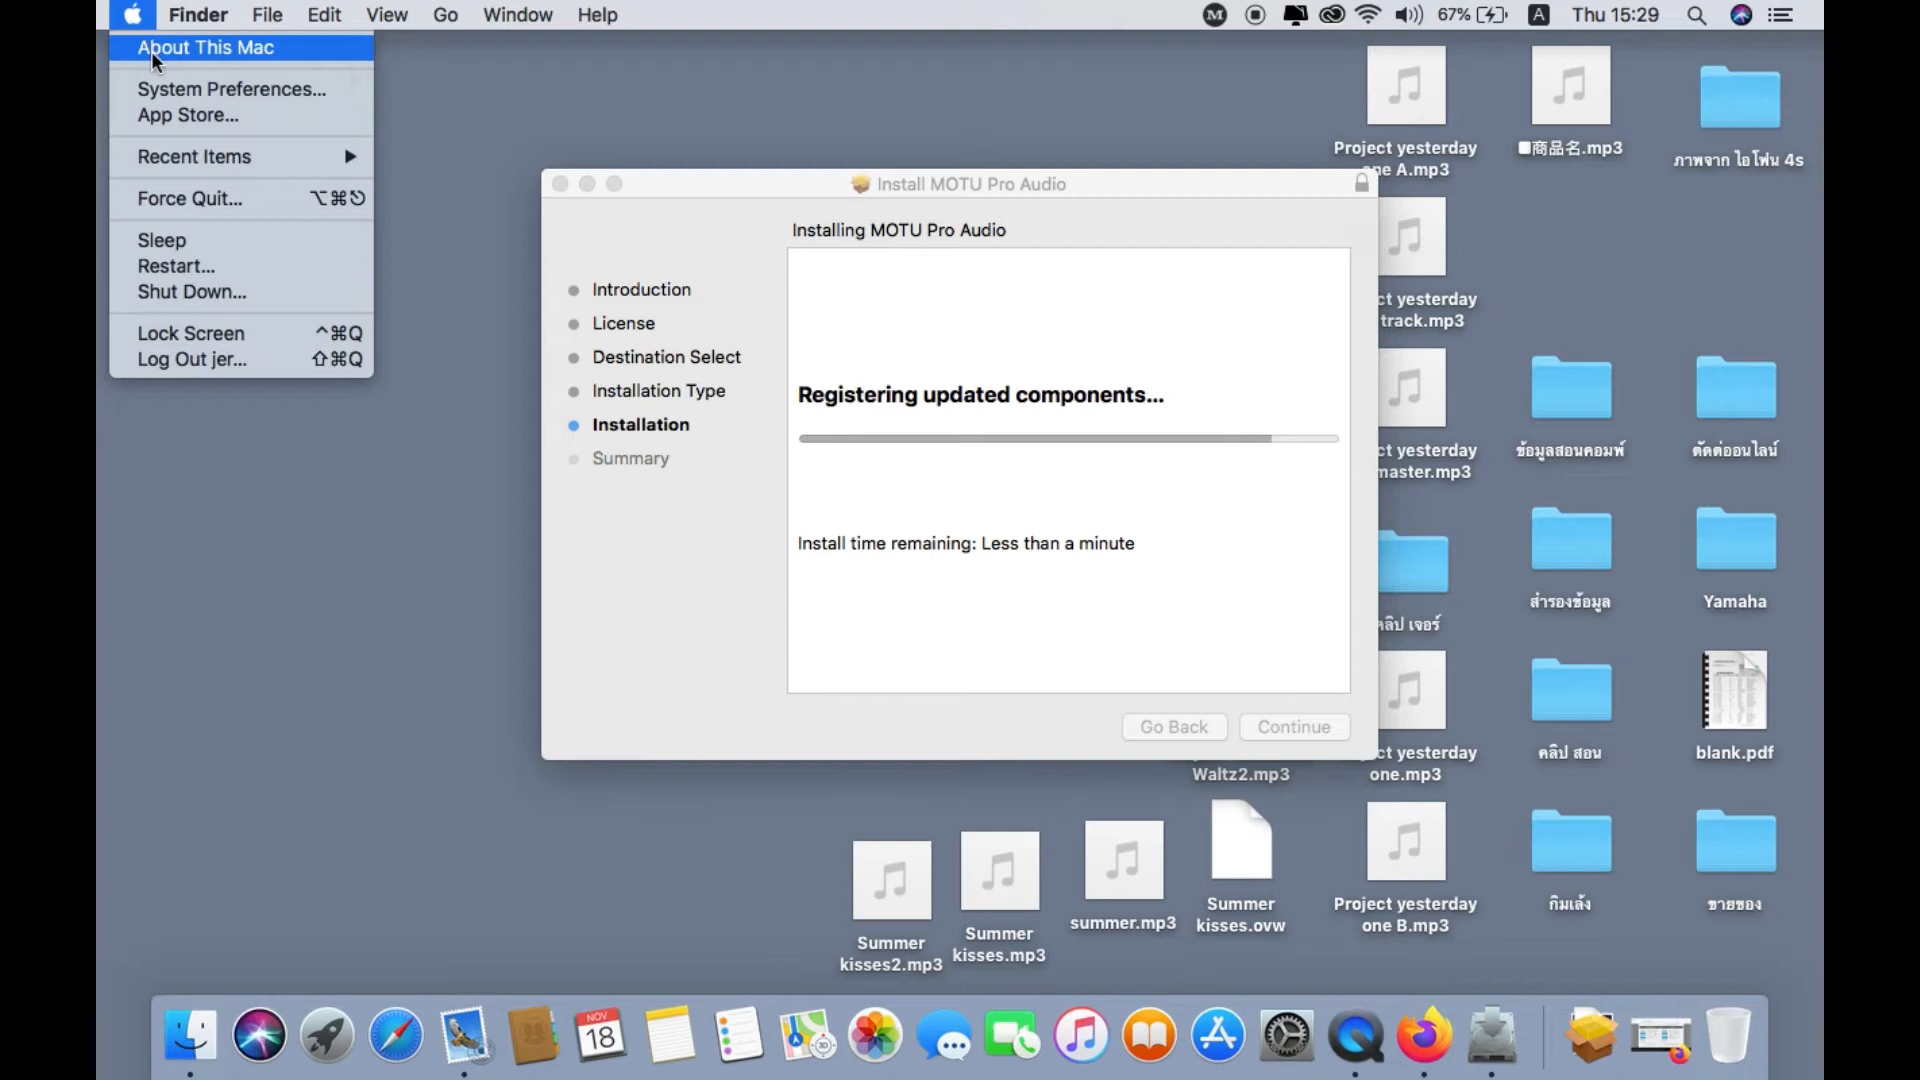 Finder File Edit View Go Window Help
67% A Thu 15:29
About This Mac
System Preferences...
App Store...
Recent Items
Force Quit... ⌥⌘⎋
Sleep
Restart...
Shut Down...
Lock Screen ^⌘Q
Log Out jer... ⇧⌘Q
Install MOTU Pro Audio
Installing MOTU Pro Audio
Introduction
License
Destination Select
Installation Type
Installation
Summary
Registering updated components...
Install time remaining: Less than a minute
Go Back Continue
Project yesterday
ne A.mp3
■商品名.mp3
ภาพจาก ไอโฟน 4s
ct yesterday
track.mp3
ct yesterday
master.mp3
ข้อมูลสอนคอมพ์
ตัดต่อออนไลน์
คลิป เจอร์
สำรองข้อมูล
Yamaha
ct yesterday
one.mp3
คลิป สอน
blank.pdf
Waltz2.mp3
Summer
kisses2.mp3
Summer
kisses.mp3
summer.mp3
Summer
kisses.ovw
Project yesterday
one B.mp3
กิมเล้ง
ขายของ
NOV
18